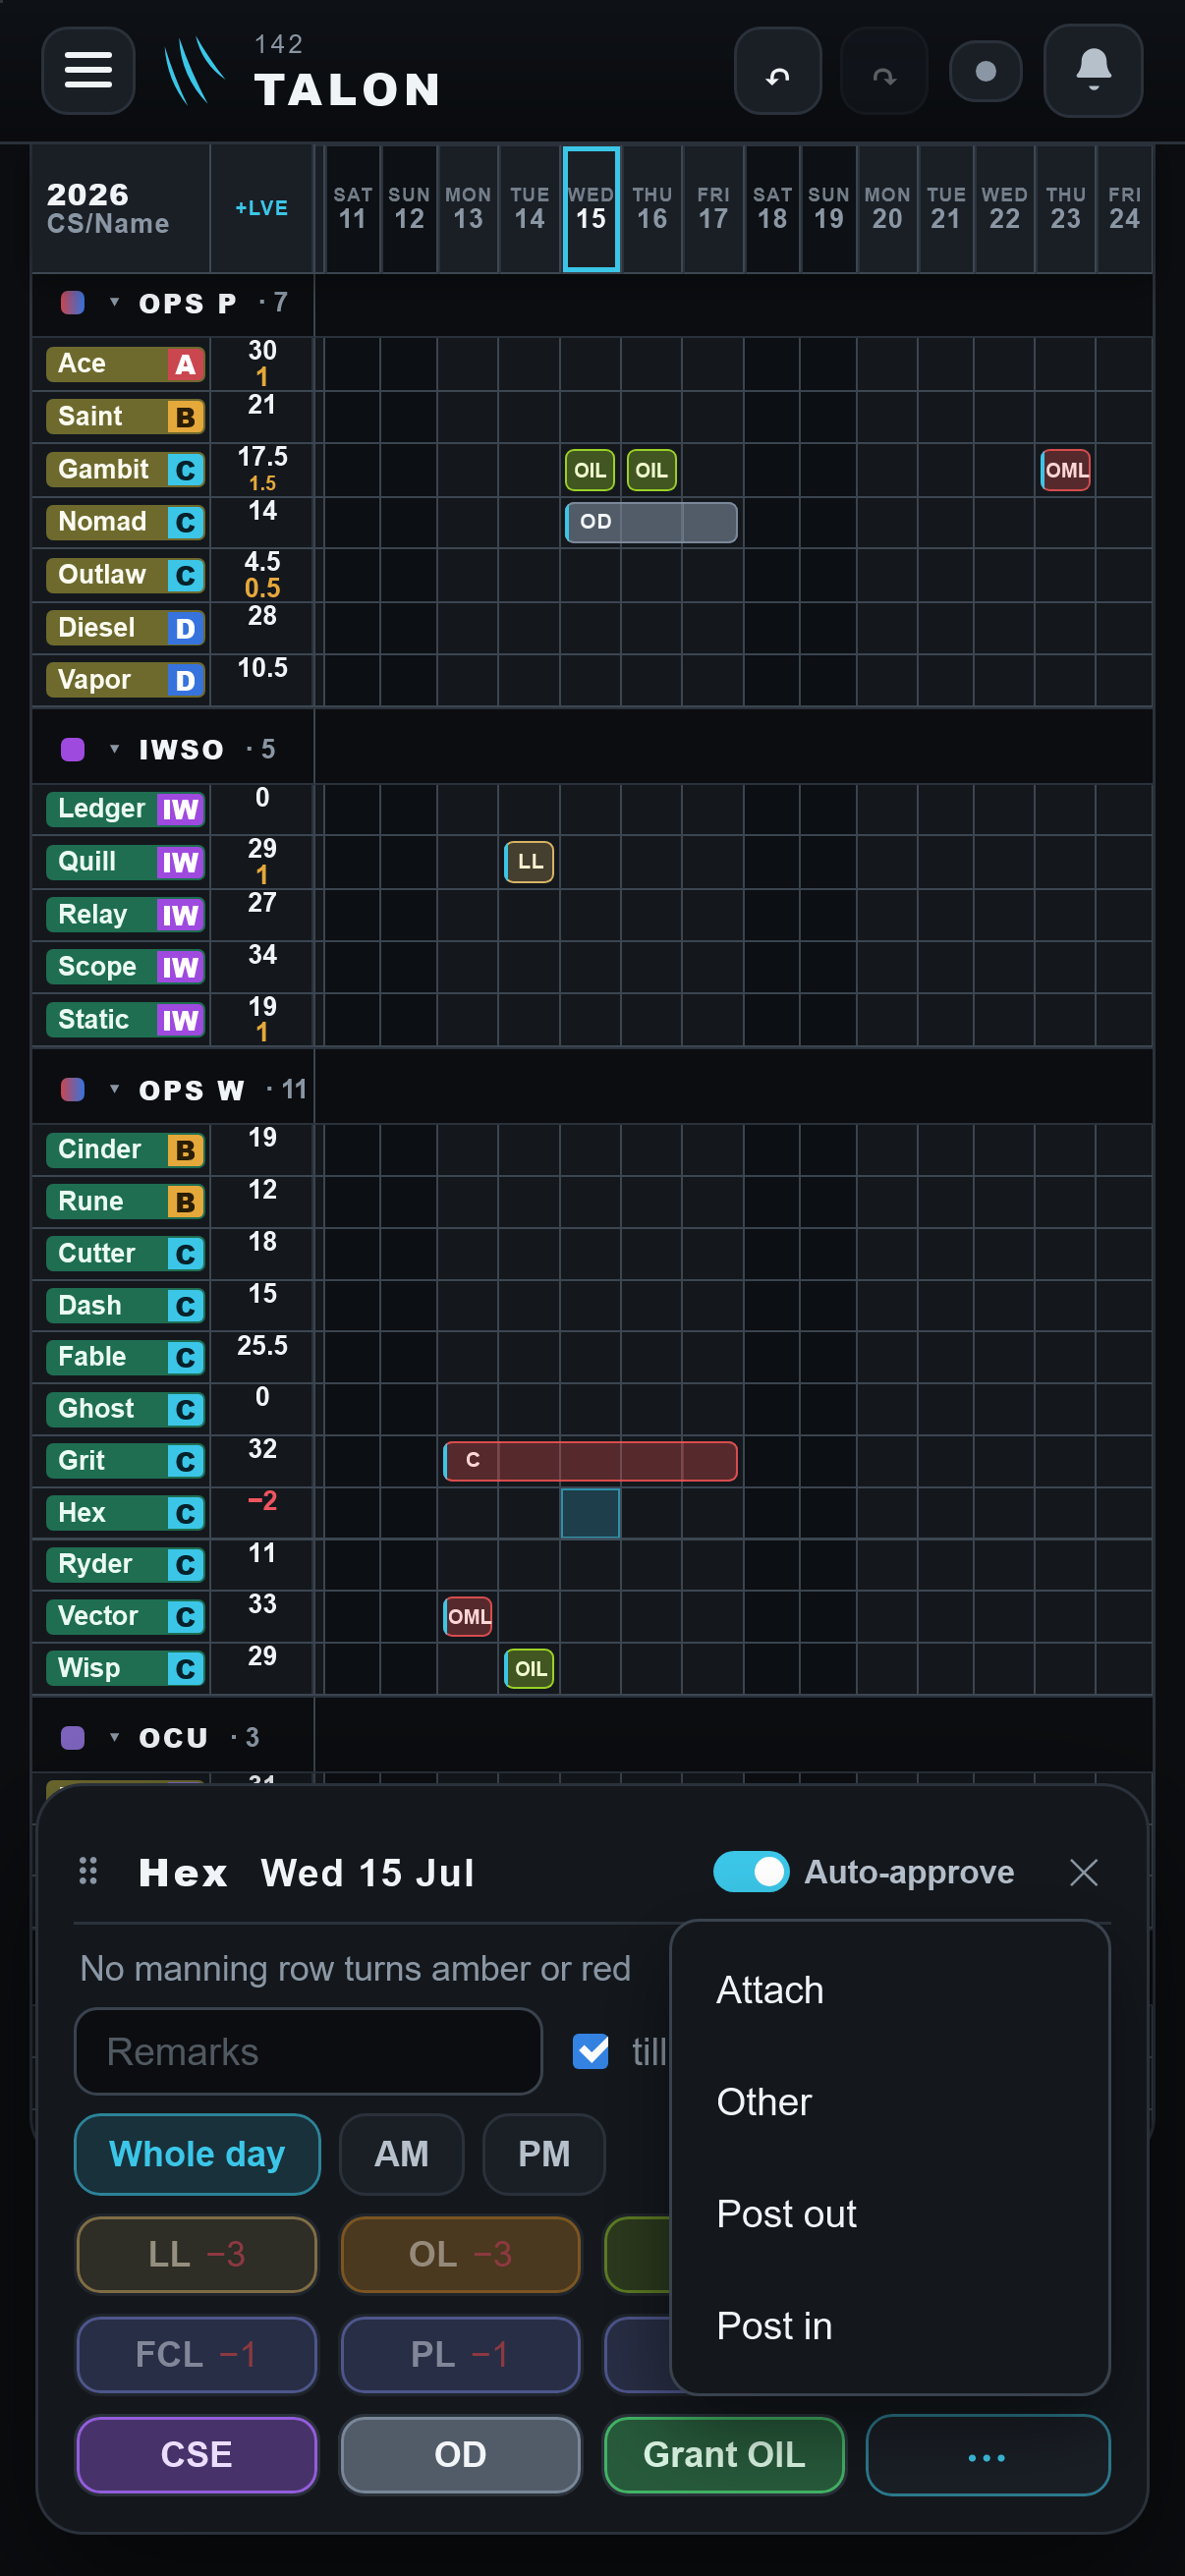 142
TALON
2026
CS/Name
+LVE
SAT 11
SUN 12
MON 13
TUE 14
WED 15
THU 16
FRI 17
SAT 18
SUN 19
MON 20
TUE 21
WED 22
THU 23
FRI 24
OPS P · 7
Ace A 30 1
Saint B 21
Gambit C 17.5 1.5 OIL OIL OML
Nomad C 14 OD
Outlaw C 4.5 0.5
Diesel D 28
Vapor D 10.5
IWSO · 5
Ledger IW 0
Quill IW 29 1 LL
Relay IW 27
Scope IW 34
Static IW 19 1
OPS W · 11
Cinder B 19
Rune B 12
Cutter C 18
Dash C 15
Fable C 25.5
Ghost C 0
Grit C 32 C
Hex C −2
Ryder C 11
Vector C 33 OML
Wisp C 29 OIL
OCU · 3
Hex Wed 15 Jul Auto-approve
No manning row turns amber or red
Remarks till
Whole day AM PM
LL −3 OL −3
FCL −1 PL −1
Attach
Other
Post out
Post in
CSE OD Grant OIL ...